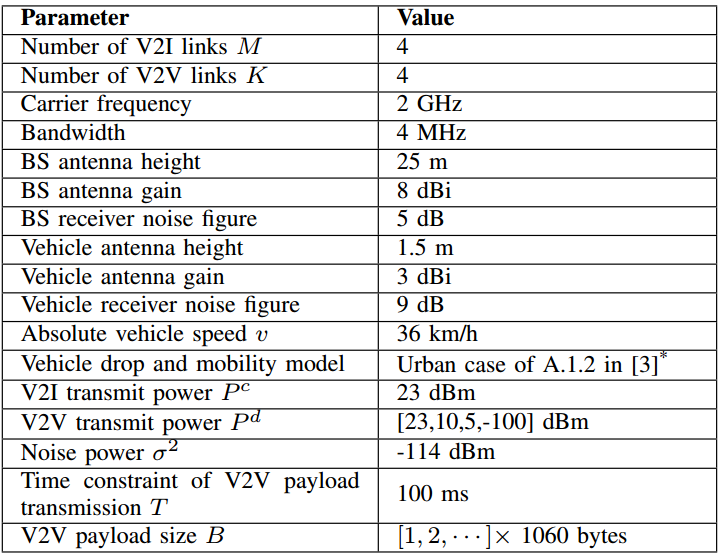 Parameter Value
Number of V2I links M 4
Number of V2V links K 4
Carrier frequency 2 GHz
Bandwidth 4 MHz
BS antenna height 25 m
BS antenna gain 8 dBi
BS receiver noise figure 5 dB
Vehicle antenna height 1.5 m
Vehicle antenna gain 3 dBi
Vehicle receiver noise figure 9 dB
Absolute vehicle speed v 36 km/h
Vehicle drop and mobility model Urban case of A.1.2 in [3]*
V2I transmit power P^c 23 dBm
V2V transmit power P^d [23,10,5,-100] dBm
Noise power σ² -114 dBm
Time constraint of V2V payload
transmission T 100 ms
V2V payload size B [1, 2, ⋯]× 1060 bytes